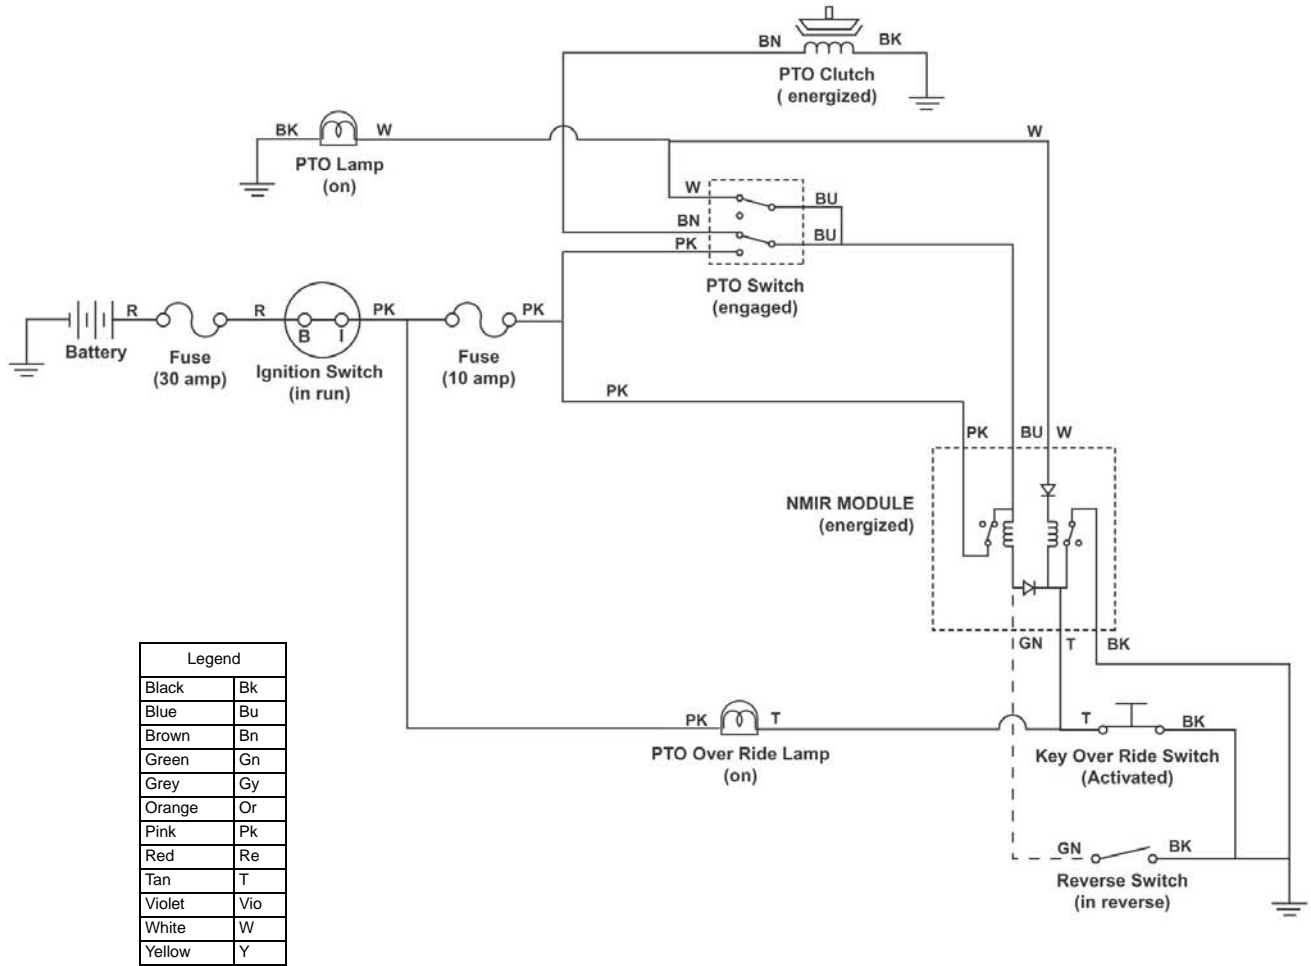 BN
BK
PTO Clutch
( energized)
BK
W
PTO Lamp
(on)
W
W
BU
BN
BU
PK
PTO Switch
(engaged)
R
R
PK
PK
B
I
Battery
Fuse
(30 amp)
Ignition Switch
(in run)
Fuse
(10 amp)
PK
PK
BU
W
NMIR MODULE
(energized)
GN
T
BK
Legend
Black Bk
Blue Bu
Brown Bn
Green Gn
Grey Gy
Orange Or
Pink Pk
Red Re
Tan T
Violet Vio
White W
Yellow Y
PK
T
PTO Over Ride Lamp
(on)
T
BK
Key Over Ride Switch
(Activated)
GN
BK
Reverse Switch
(in reverse)